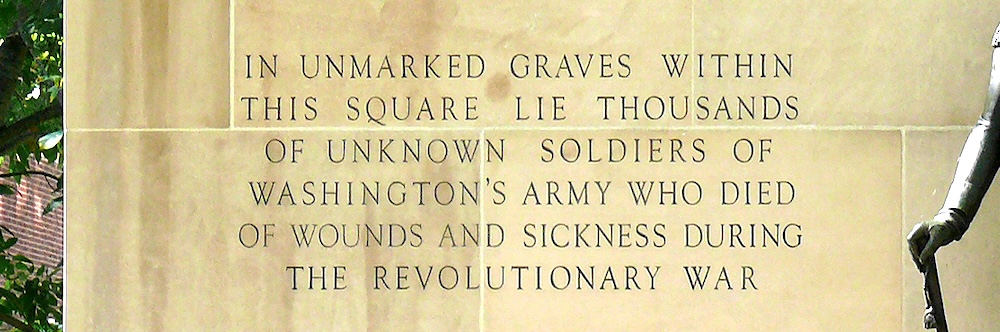 IN UNMARKED GRAVES WITHIN
THIS SQUARE LIE THOUSANDS
OF UNKNOWN SOLDIERS OF
WASHINGTON'S ARMY WHO DIED
OF WOUNDS AND SICKNESS DURING
THE REVOLUTIONARY WAR